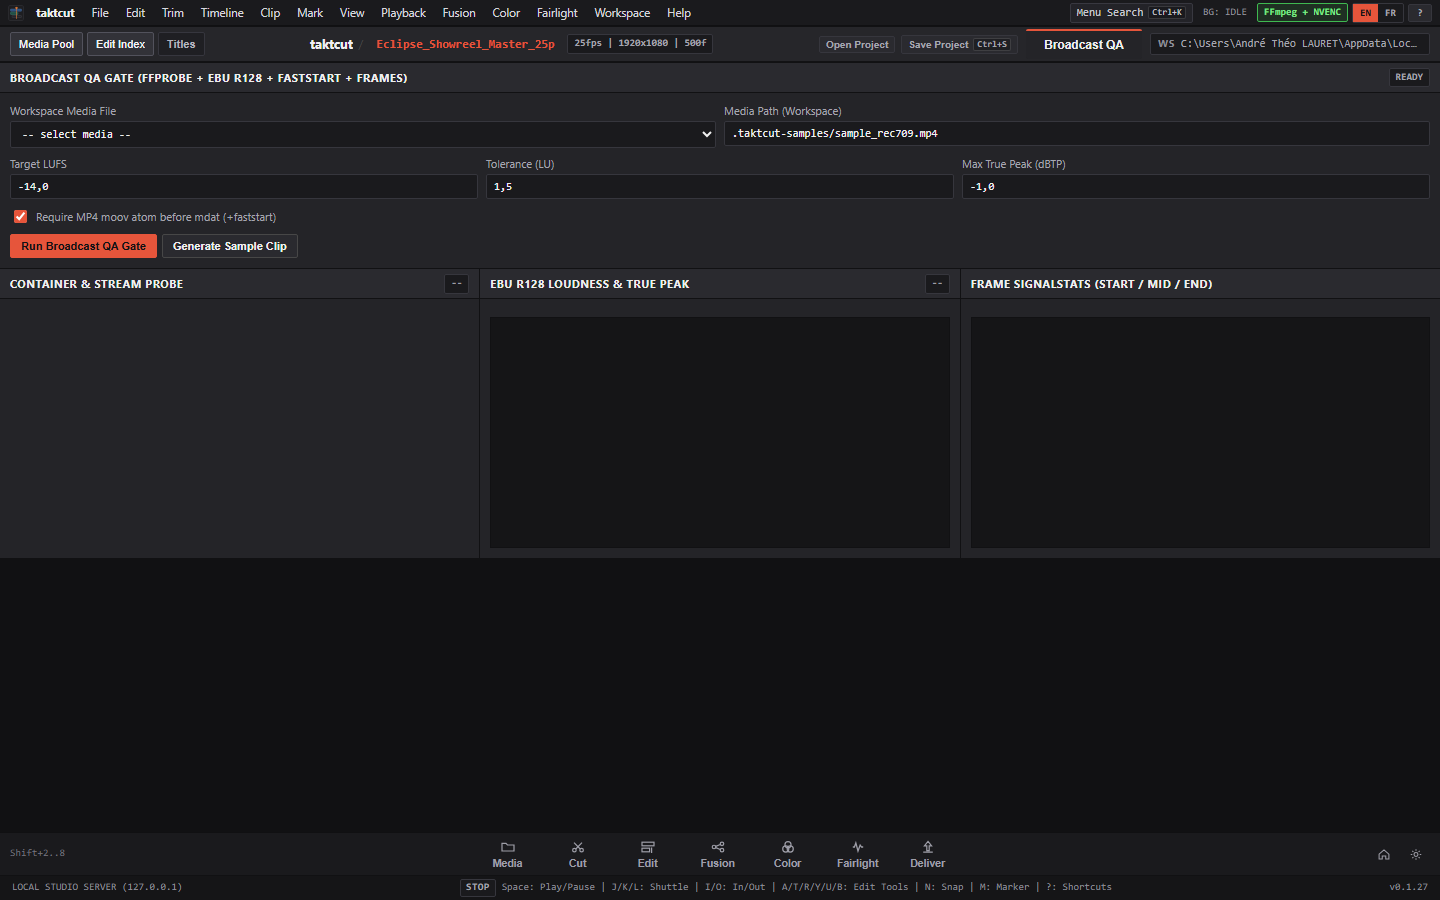 taktcut File Edit Trim Timeline Clip Mark View Playback Fusion Color Fairlight Workspace Help Menu Search Ctrl+K BG: IDLE FFmpeg + NVENC EN FR ?
Media Pool Edit Index Titles taktcut / Eclipse_Showreel_Master_25p 25fps | 1920x1080 | 500f Open Project Save Project Ctrl+S Broadcast QA WS C:\Users\André Théo LAURET\AppData\Loc…
BROADCAST QA GATE (FFPROBE + EBU R128 + FASTSTART + FRAMES) READY
Workspace Media File Media Path (Workspace)
-- select media -- .taktcut-samples/sample_rec709.mp4
Target LUFS Tolerance (LU) Max True Peak (dBTP)
-14,0 1,5 -1,0
Require MP4 moov atom before mdat (+faststart)
Run Broadcast QA Gate Generate Sample Clip
CONTAINER & STREAM PROBE -- EBU R128 LOUDNESS & TRUE PEAK -- FRAME SIGNALSTATS (START / MID / END)
Shift+2..8 Media Cut Edit Fusion Color Fairlight Deliver
LOCAL STUDIO SERVER (127.0.0.1) STOP Space: Play/Pause | J/K/L: Shuttle | I/O: In/Out | A/T/R/Y/U/B: Edit Tools | N: Snap | M: Marker | ?: Shortcuts v0.1.27